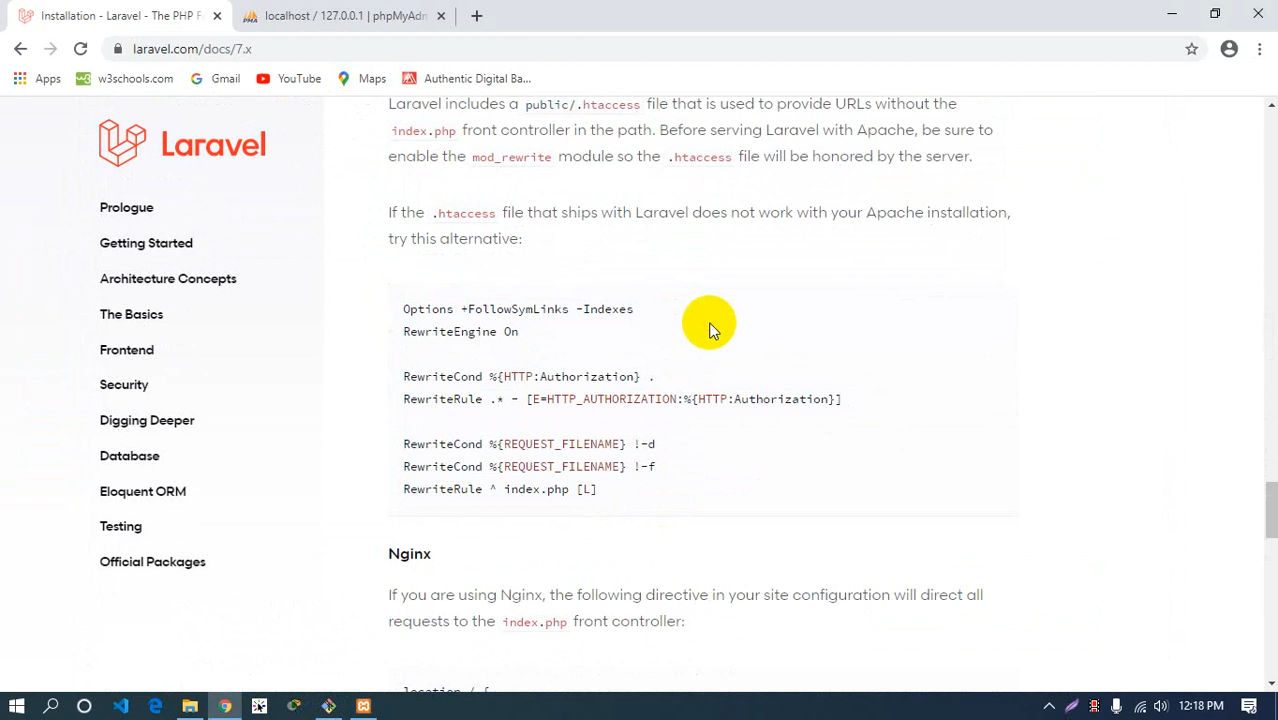 Installation - Laravel - The PHP F
localhost / 127.0.0.1 | phpMyAdn
laravel.com/docs/7.x
Apps
w3schools.com
Gmail
YouTube
Maps
Authentic Digital Ba...
Laravel
Prologue
Getting Started
Architecture Concepts
The Basics
Frontend
Security
Digging Deeper
Database
Eloquent ORM
Testing
Official Packages
Laravel includes a public/.htaccess file that is used to provide URLs without the
index.php front controller in the path. Before serving Laravel with Apache, be sure to
enable the mod_rewrite module so the .htaccess file will be honored by the server.
If the .htaccess file that ships with Laravel does not work with your Apache installation,
try this alternative:
Options +FollowSymLinks -Indexes
RewriteEngine On
RewriteCond %{HTTP:Authorization} .
RewriteRule .* - [E=HTTP_AUTHORIZATION:%{HTTP:Authorization}]
RewriteCond %{REQUEST_FILENAME} !-d
RewriteCond %{REQUEST_FILENAME} !-f
RewriteRule ^ index.php [L]
Nginx
If you are using Nginx, the following directive in your site configuration will direct all
requests to the index.php front controller:
location / {
12:18 PM